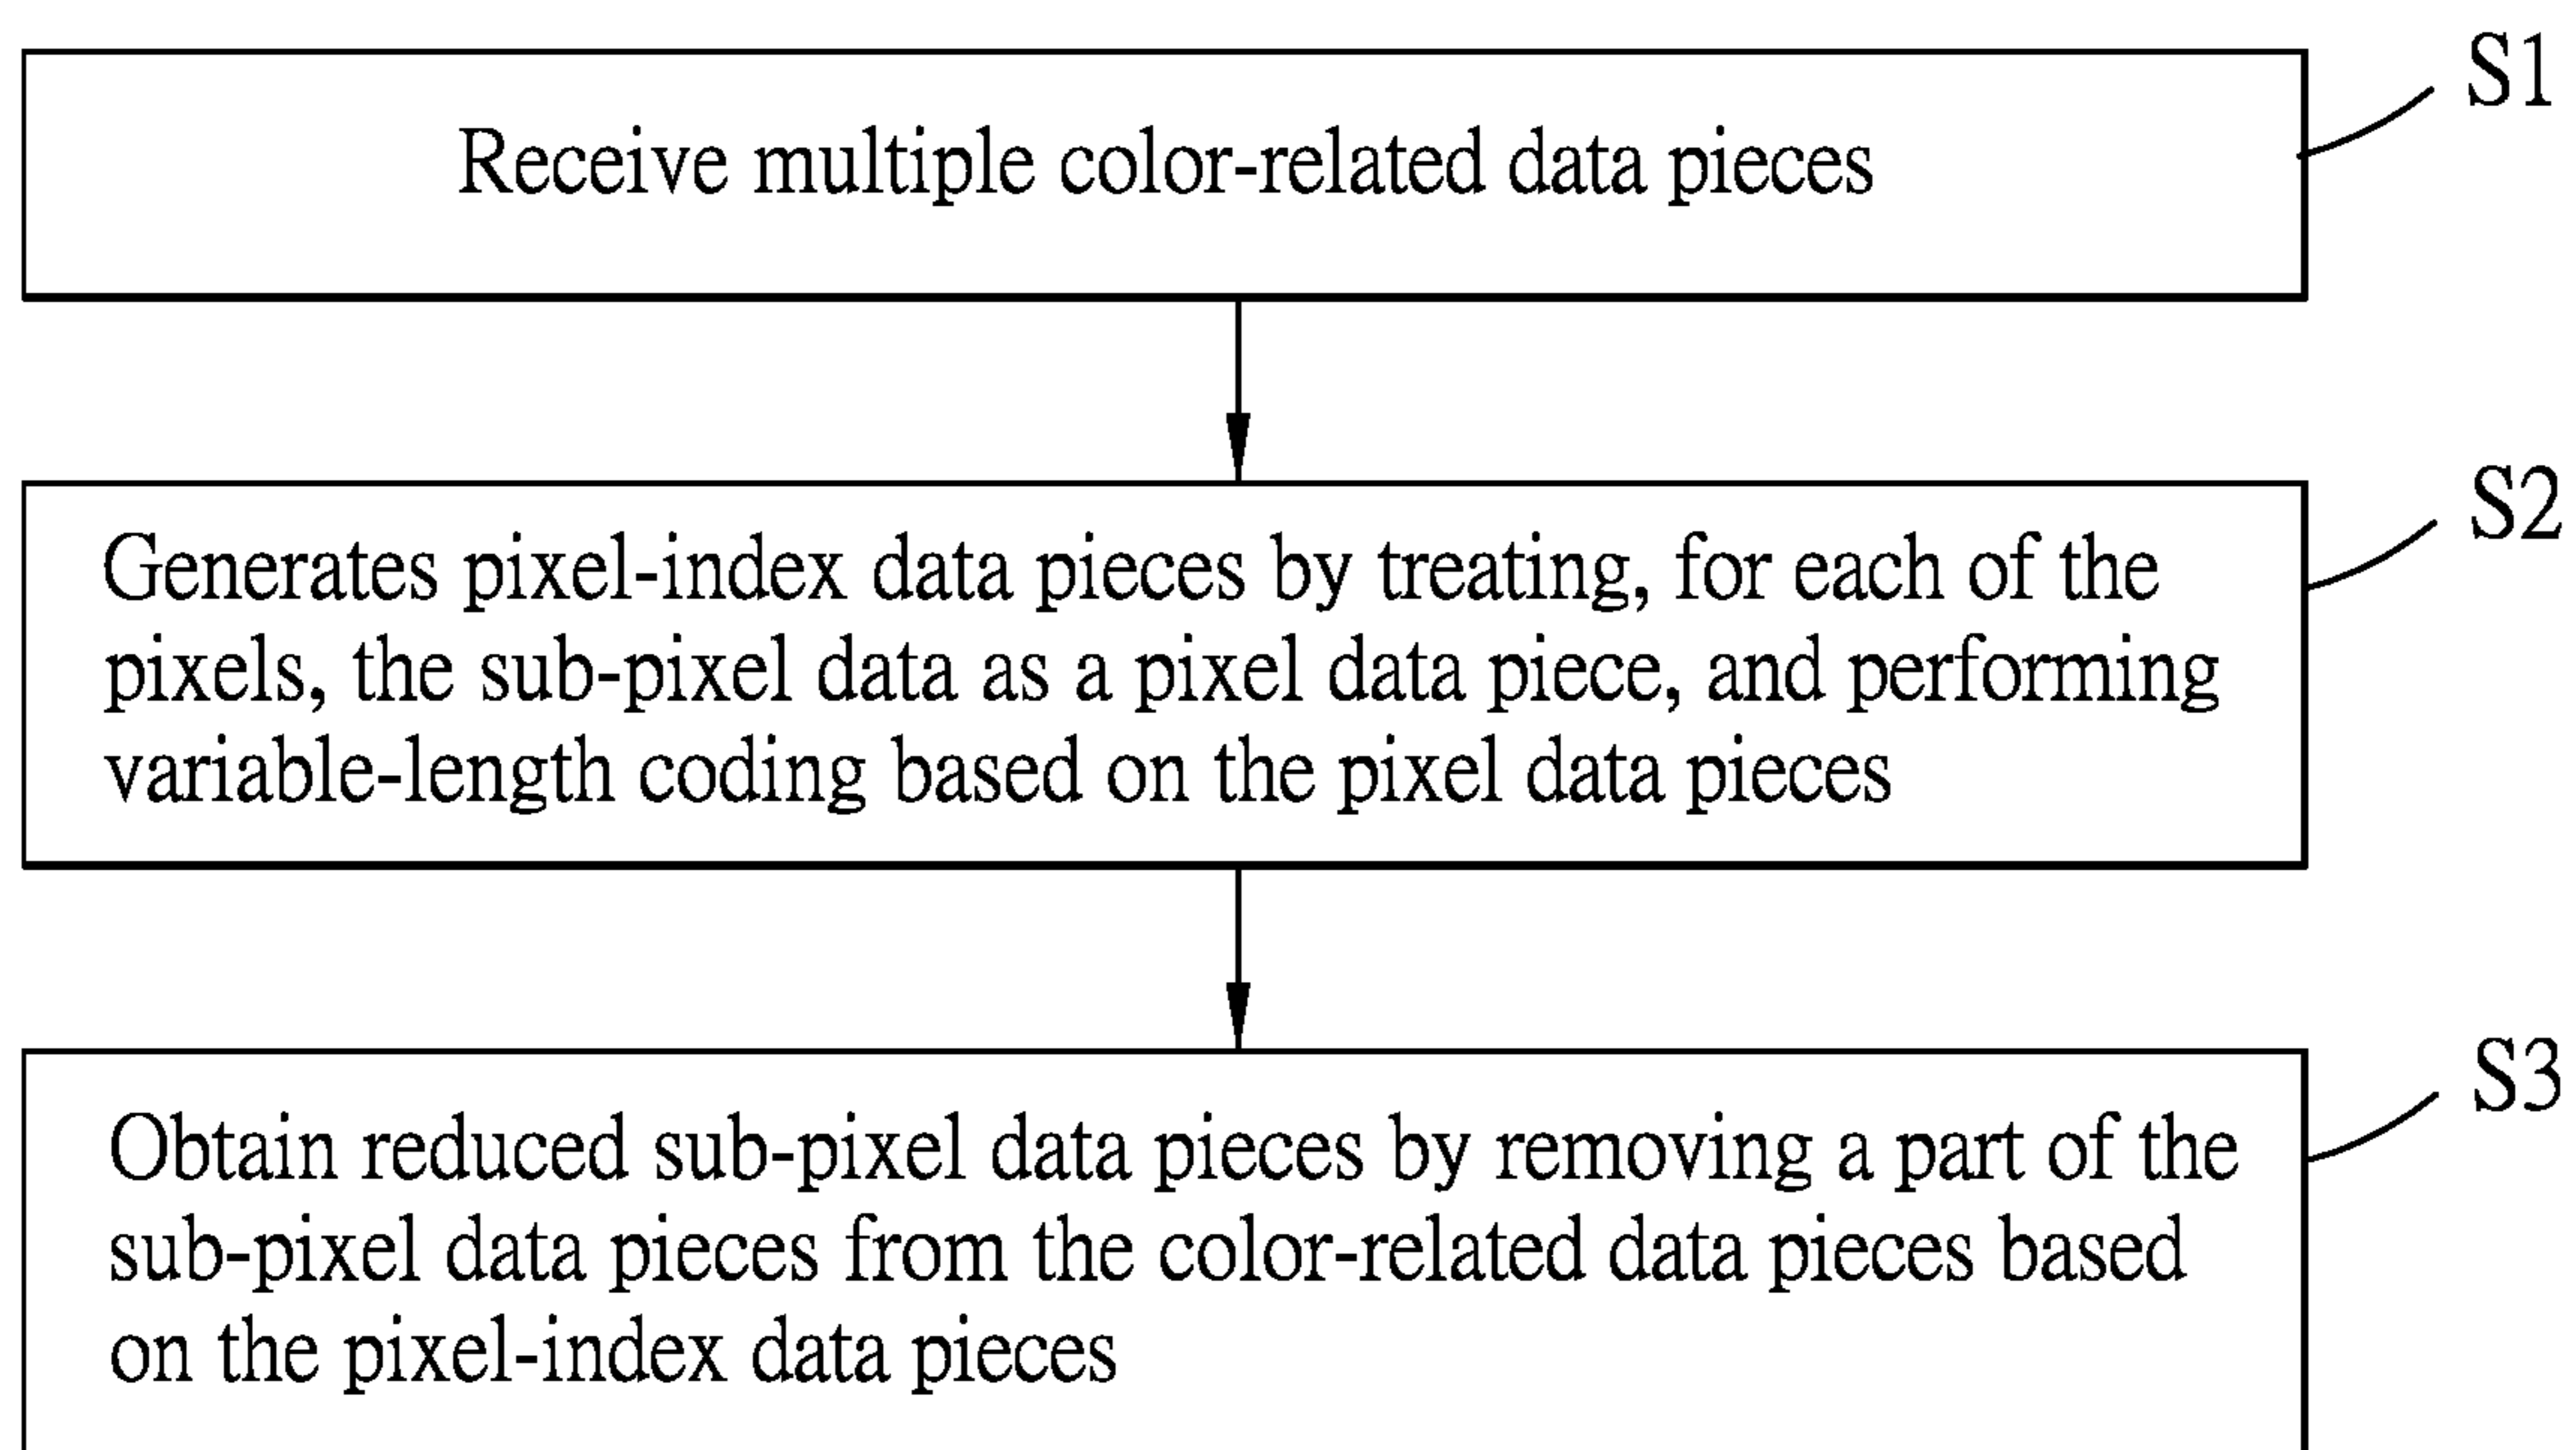 S1
Receive multiple color-related data pieces
S2
Generates pixel-index data pieces by treating, for each of the
pixels, the sub-pixel data as a pixel data piece, and performing
variable-length coding based on the pixel data pieces
S3
Obtain reduced sub-pixel data pieces by removing a part of the
sub-pixel data pieces from the color-related data pieces based
on the pixel-index data pieces